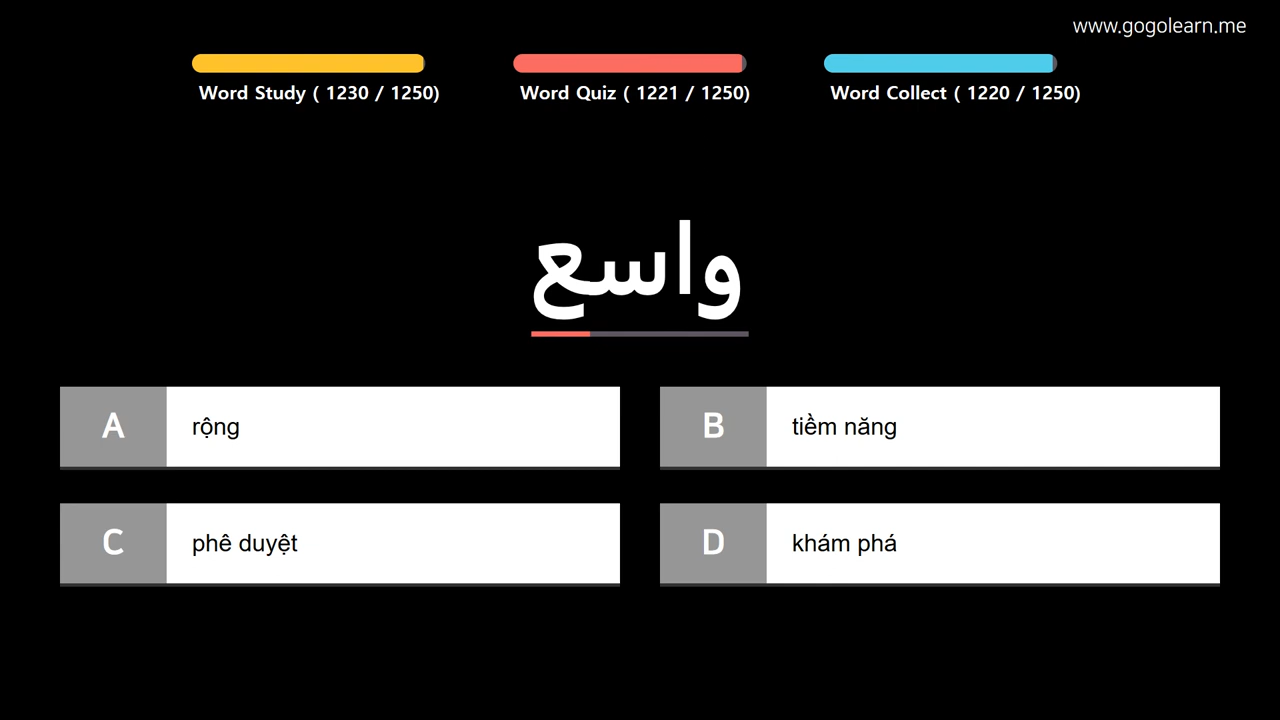 www.gogolearn.me
Word Study ( 1230 / 1250)
Word Quiz ( 1221 / 1250)
Word Collect ( 1220 / 1250)
واسع
A rộng
B tiềm năng
C phê duyệt
D khám phá